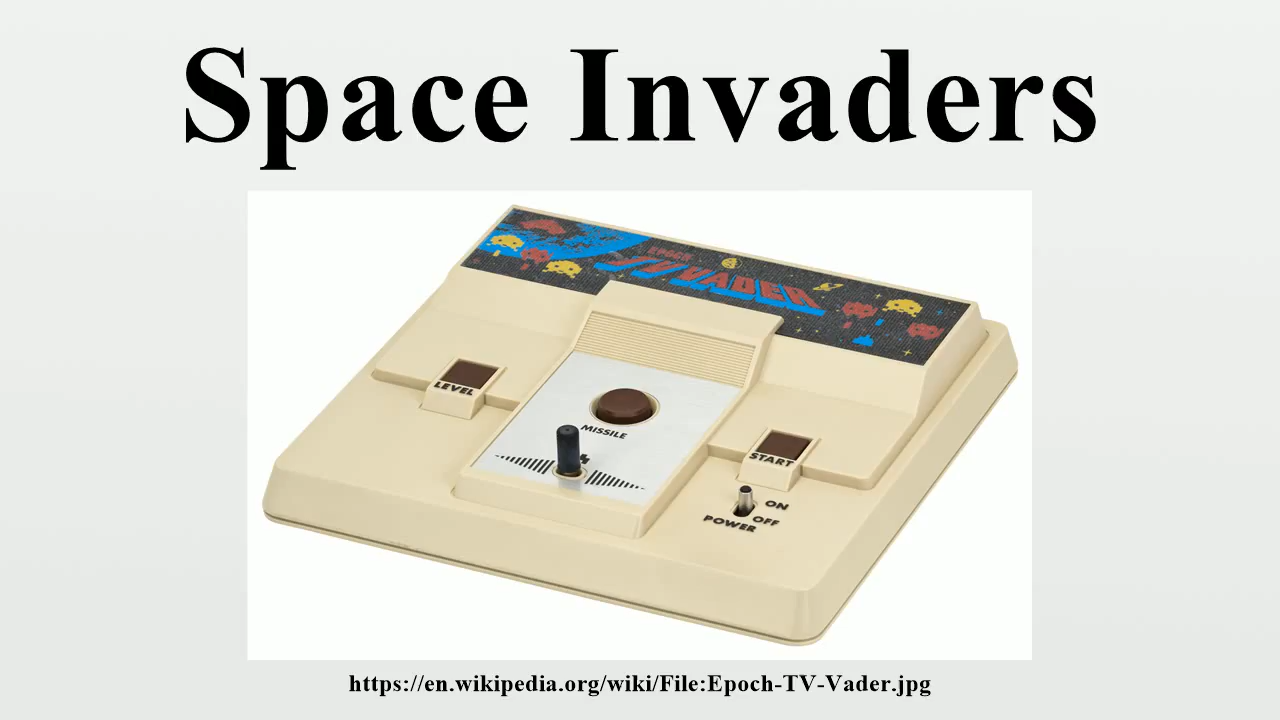 Space Invaders
EPOCH
TV VADER
LEVEL
MISSILE
START
ON
OFF
POWER
https://en.wikipedia.org/wiki/File:Epoch-TV-Vader.jpg